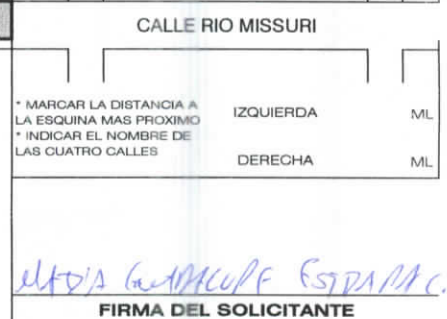 CALLE RIO MISSURI
* MARCAR LA DISTANCIA A
LA ESQUINA MAS PROXIMO
* INDICAR EL NOMBRE DE
LAS CUATRO CALLES
IZQUIERDA ML
DERECHA ML
FIRMA DEL SOLICITANTE